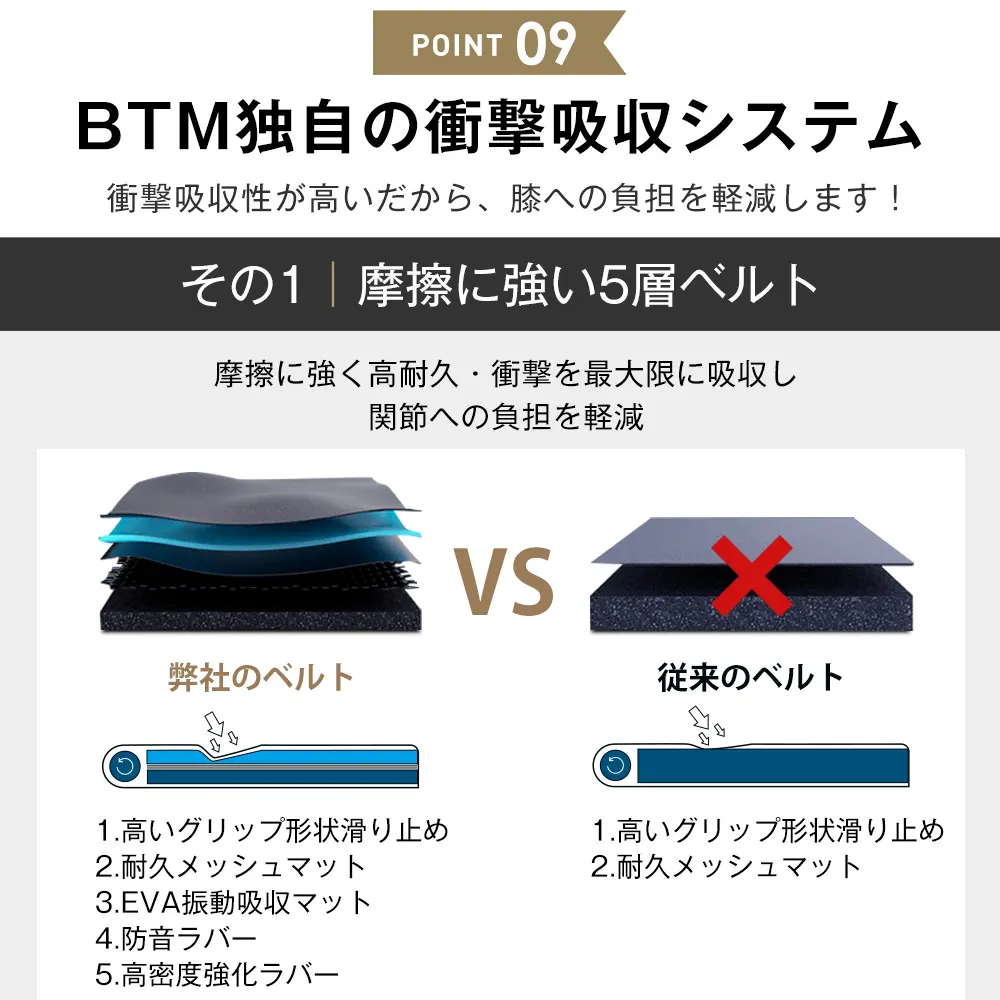 POINT 09
BTM独自の衝撃吸収システム
衝撃吸収性が高いだから、膝への負担を軽減します！
その1｜摩擦に強い5層ベルト
摩擦に強く高耐久・衝撃を最大限に吸収し
関節への負担を軽減
VS
弊社のベルト
従来のベルト
1.高いグリップ形状滑り止め
2.耐久メッシュマット
3.EVA振動吸収マット
4.防音ラバー
5.高密度強化ラバー
1.高いグリップ形状滑り止め
2.耐久メッシュマット